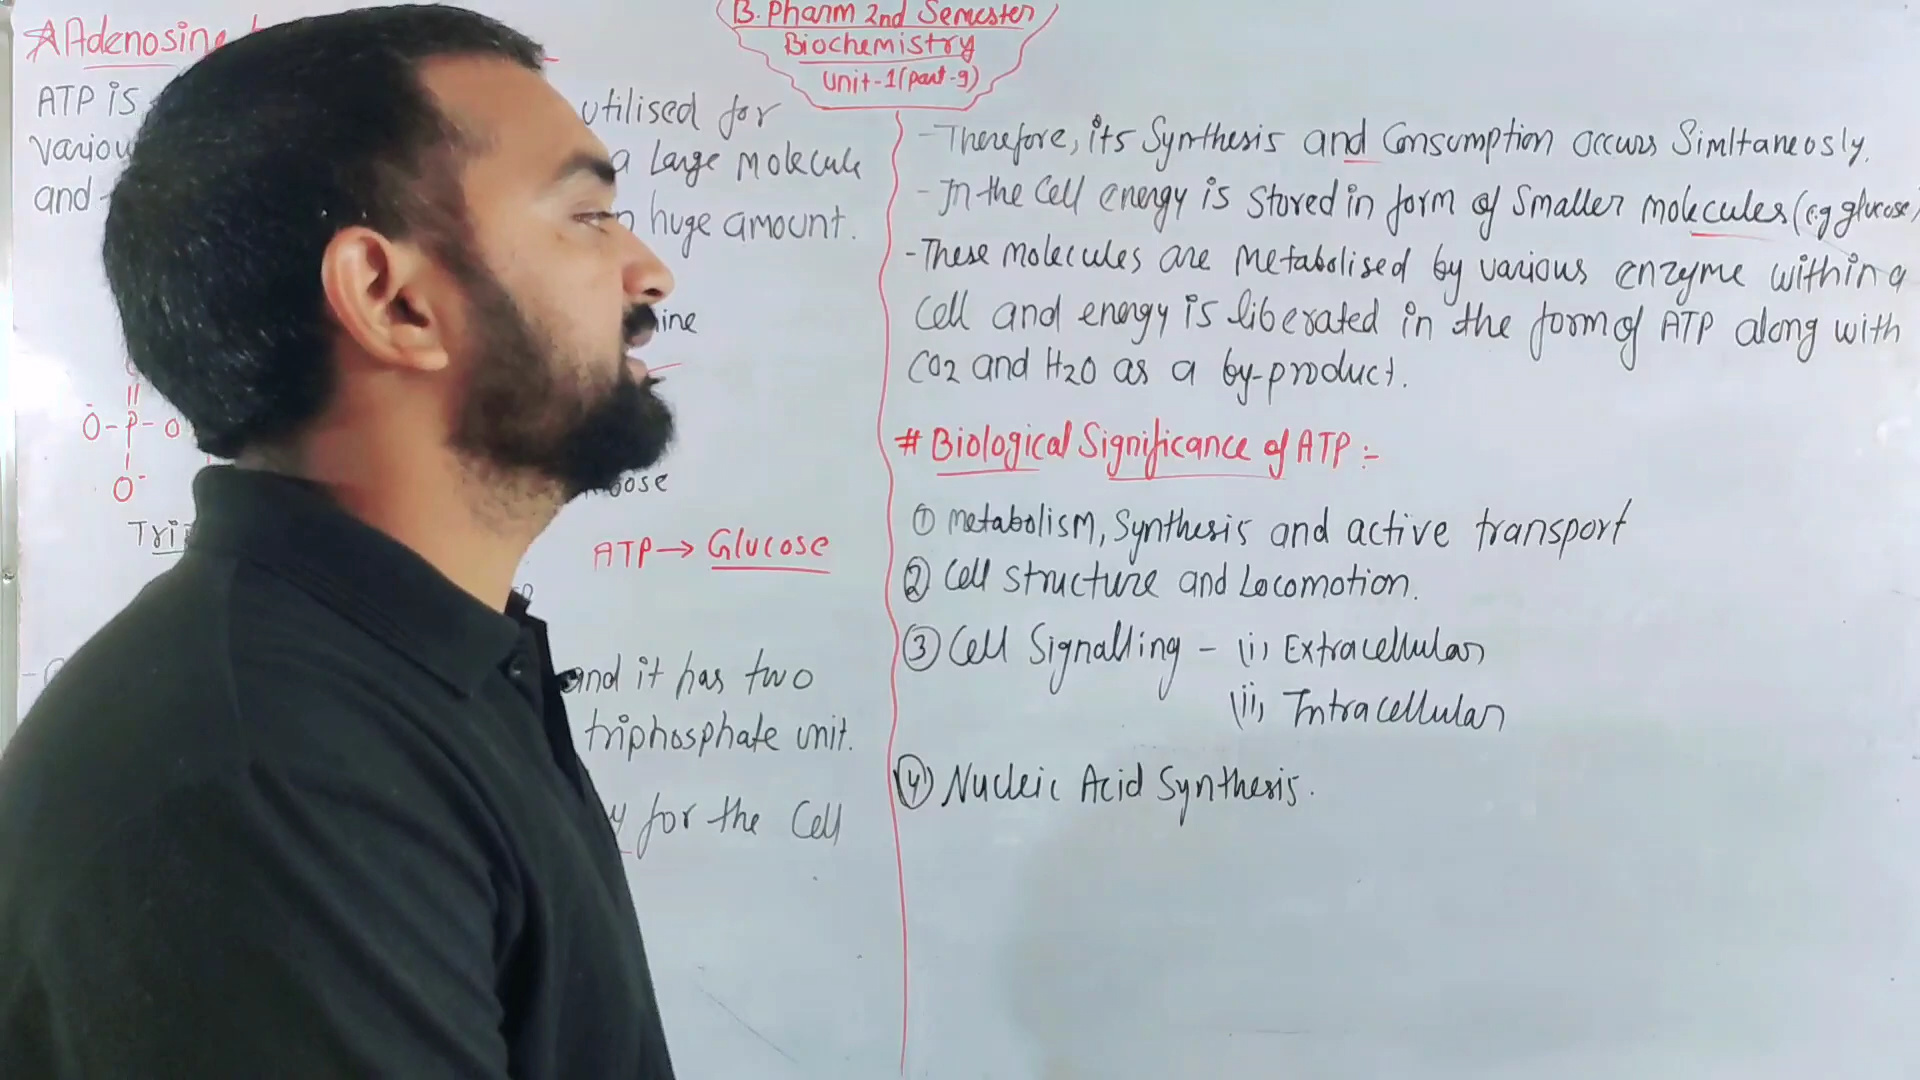 B. Pharm 2nd Semester
Biochemistry
Unit-1(part-9)
Adenosin
ATP is utilised for
variou a Large Molecule
and huge amount.
ine
O-P-O
O-
ose
Tri
ATP→Glucose
and it has two
triphosphate unit.
y for the Cell
-Therefore, its Synthesis and Consumption occurs Simltaneosly.
-In the Cell energy is Stored in form of Smaller molecules (e.g glucose)
-These Molecules are Metabolised by various enzyme within a
Cell and energy is liberated in the form of ATP along with
CO2 and H2O as a by-product.
# Biological Significance of ATP :-
① Metabolism, Synthesis and active transport
② Cell Structure and Locomotion.
③ Cell Signalling - (i) Extracellular
(ii) Intracellular
④ Nucleic Acid Synthesis.